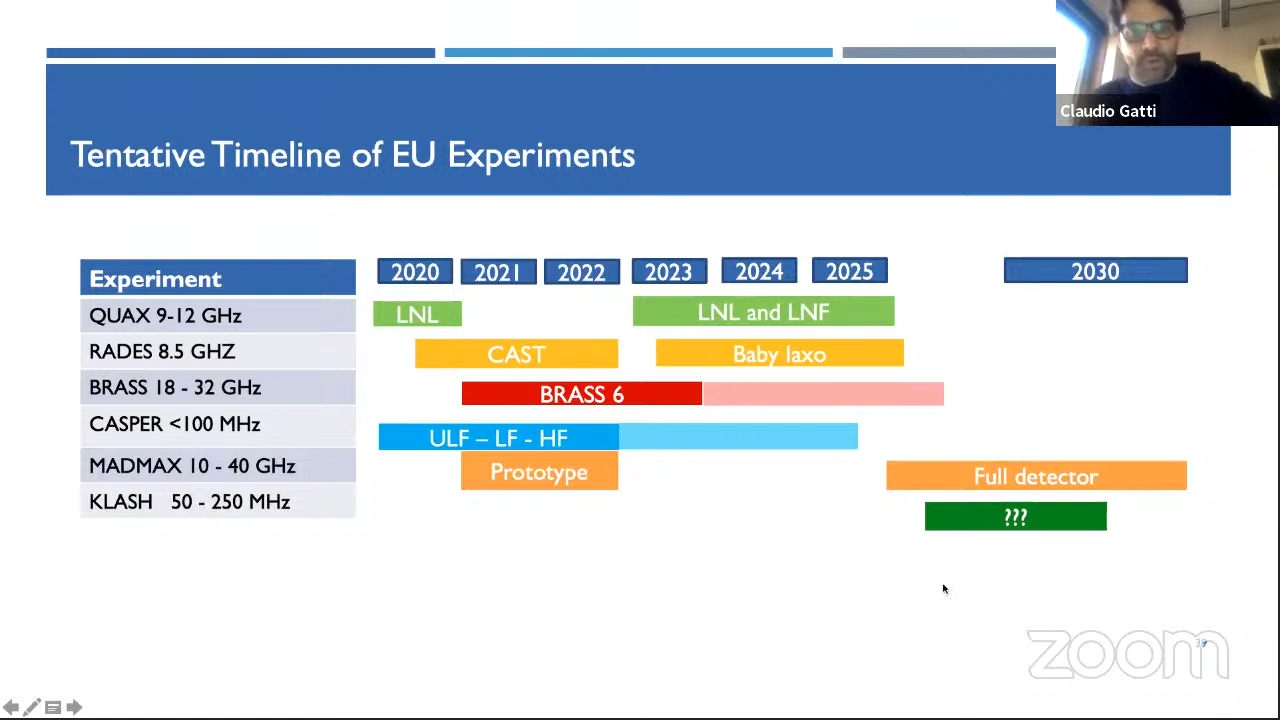 Claudio Gatti
Tentative Timeline of EU Experiments
Experiment 2020 2021 2022 2023 2024 2025 2030
QUAX 9-12 GHz LNL LNL and LNF
RADES 8.5 GHZ CAST Baby Iaxo
BRASS 18 - 32 GHz BRASS 6
CASPER <100 MHz ULF – LF - HF
MADMAX 10 - 40 GHz Prototype Full detector
KLASH 50 - 250 MHz ???
zoom
39